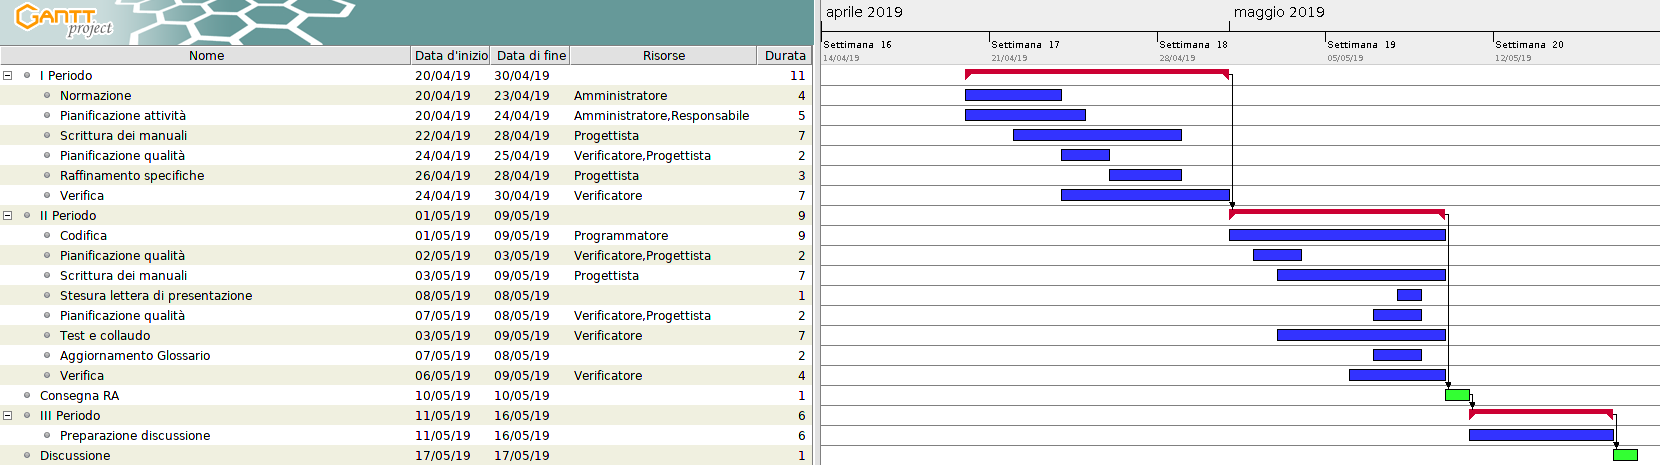 GANTT
project
aprile 2019
maggio 2019
Settimana 16
Settimana 17
Settimana 18
Settimana 19
Settimana 20
14/04/19
21/04/19
28/04/19
05/05/19
12/05/19
Nome Data d'inizio Data di fine Risorse Durata
I Periodo 20/04/19 30/04/19 11
Normazione 20/04/19 23/04/19 Amministratore 4
Pianificazione attività 20/04/19 24/04/19 Amministratore,Responsabile 5
Scrittura dei manuali 22/04/19 28/04/19 Progettista 7
Pianificazione qualità 24/04/19 25/04/19 Verificatore,Progettista 2
Raffinamento specifiche 26/04/19 28/04/19 Progettista 3
Verifica 24/04/19 30/04/19 Verificatore 7
II Periodo 01/05/19 09/05/19 9
Codifica 01/05/19 09/05/19 Programmatore 9
Pianificazione qualità 02/05/19 03/05/19 Verificatore,Progettista 2
Scrittura dei manuali 03/05/19 09/05/19 Progettista 7
Stesura lettera di presentazione 08/05/19 08/05/19 1
Pianificazione qualità 07/05/19 08/05/19 Verificatore,Progettista 2
Test e collaudo 03/05/19 09/05/19 Verificatore 7
Aggiornamento Glossario 07/05/19 08/05/19 2
Verifica 06/05/19 09/05/19 Verificatore 4
Consegna RA 10/05/19 10/05/19 1
III Periodo 11/05/19 16/05/19 6
Preparazione discussione 11/05/19 16/05/19 6
Discussione 17/05/19 17/05/19 1